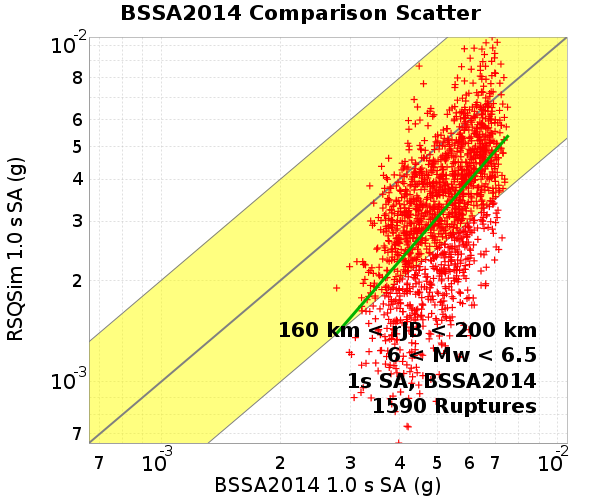 BSSA2014 Comparison Scatter
RSQSim 1.0 s SA (g)
10-2
8
6
5
4
3
2
10-3
7
160 km < rJB < 200 km
6 < Mw < 6.5
1s SA, BSSA2014
1590 Ruptures
7 10-3 2 3 4 5 6 7 10-2
BSSA2014 1.0 s SA (g)